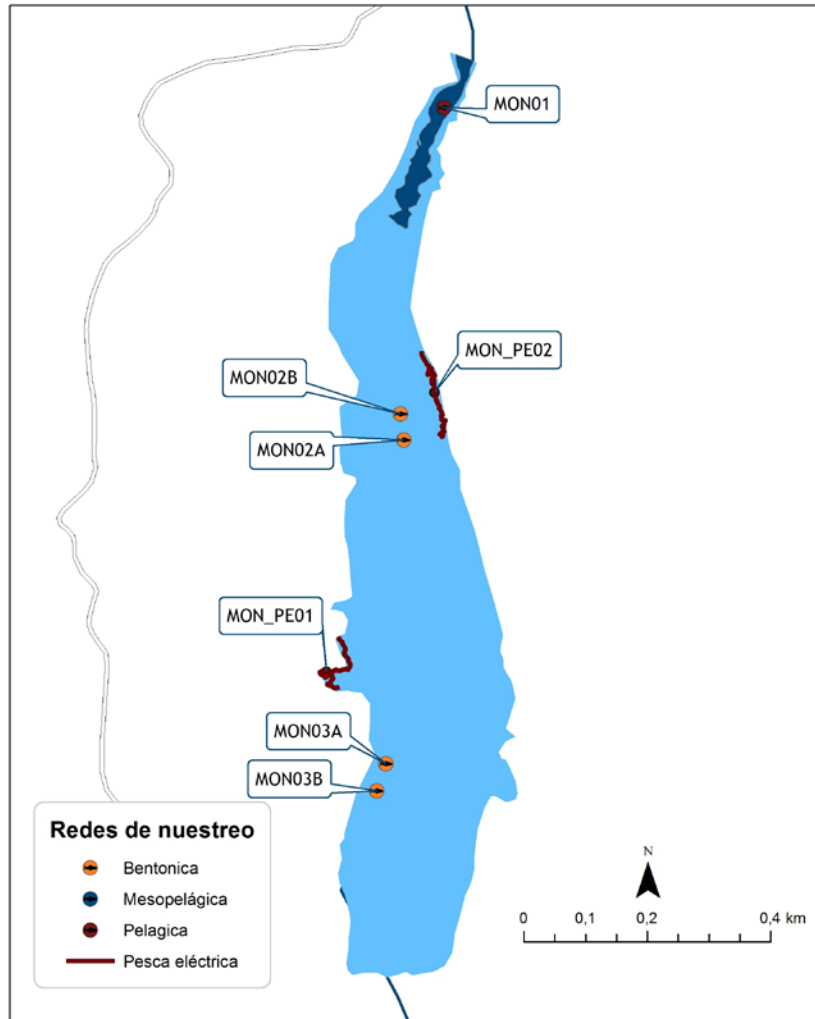 MON01
MON_PE02
MON02B
MON02A
MON_PE01
MON03A
MON03B
Redes de nuestreo
Bentonica
Mesopelágica
Pelagica
Pesca eléctrica
N
0 0,1 0,2 0,4 km